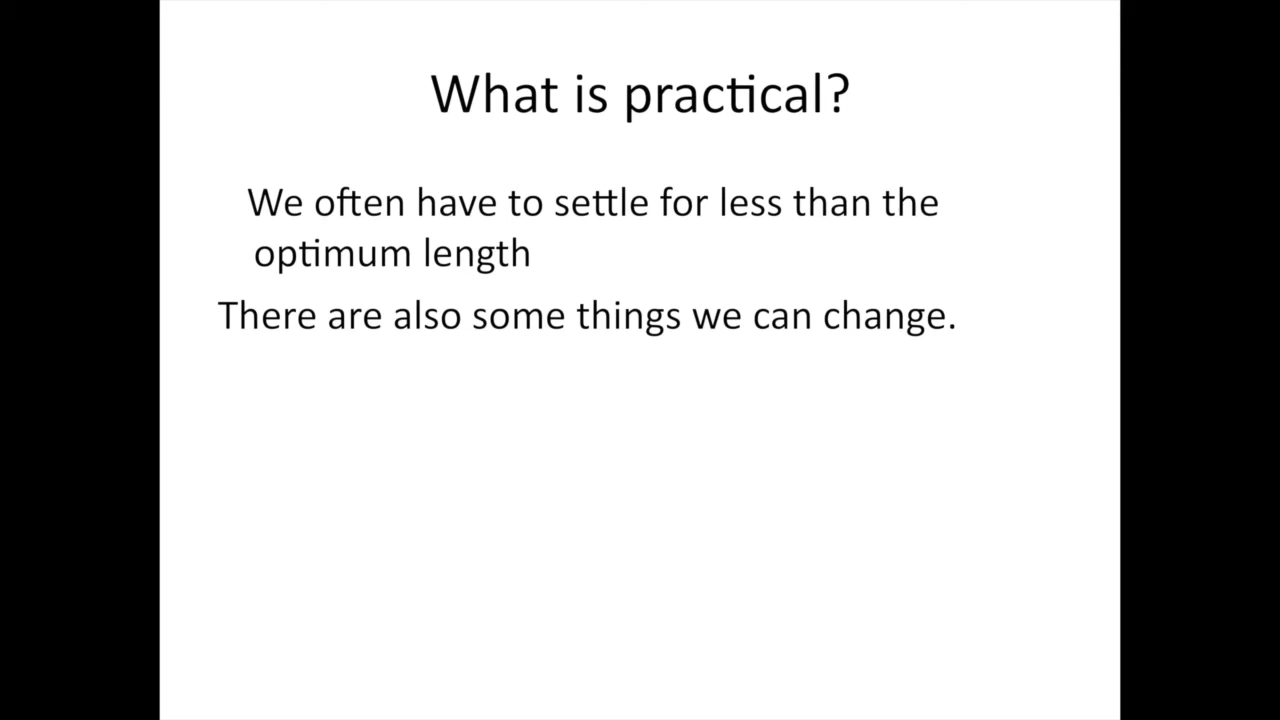 What is practical?
We often have to settle for less than the
optimum length
There are also some things we can change.